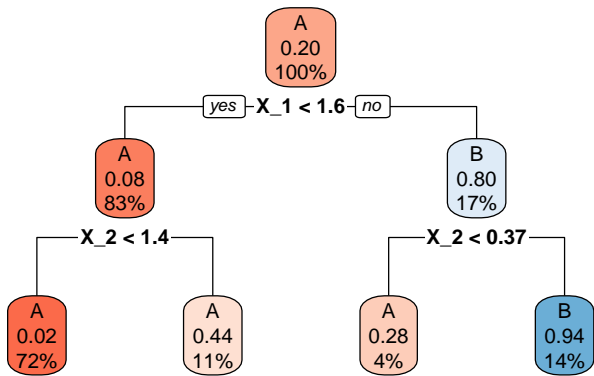 A
0.20
100%
yes X_1 < 1.6 no
A
0.08
83%
B
0.80
17%
X_2 < 1.4
X_2 < 0.37
A
0.02
72%
A
0.44
11%
A
0.28
4%
B
0.94
14%